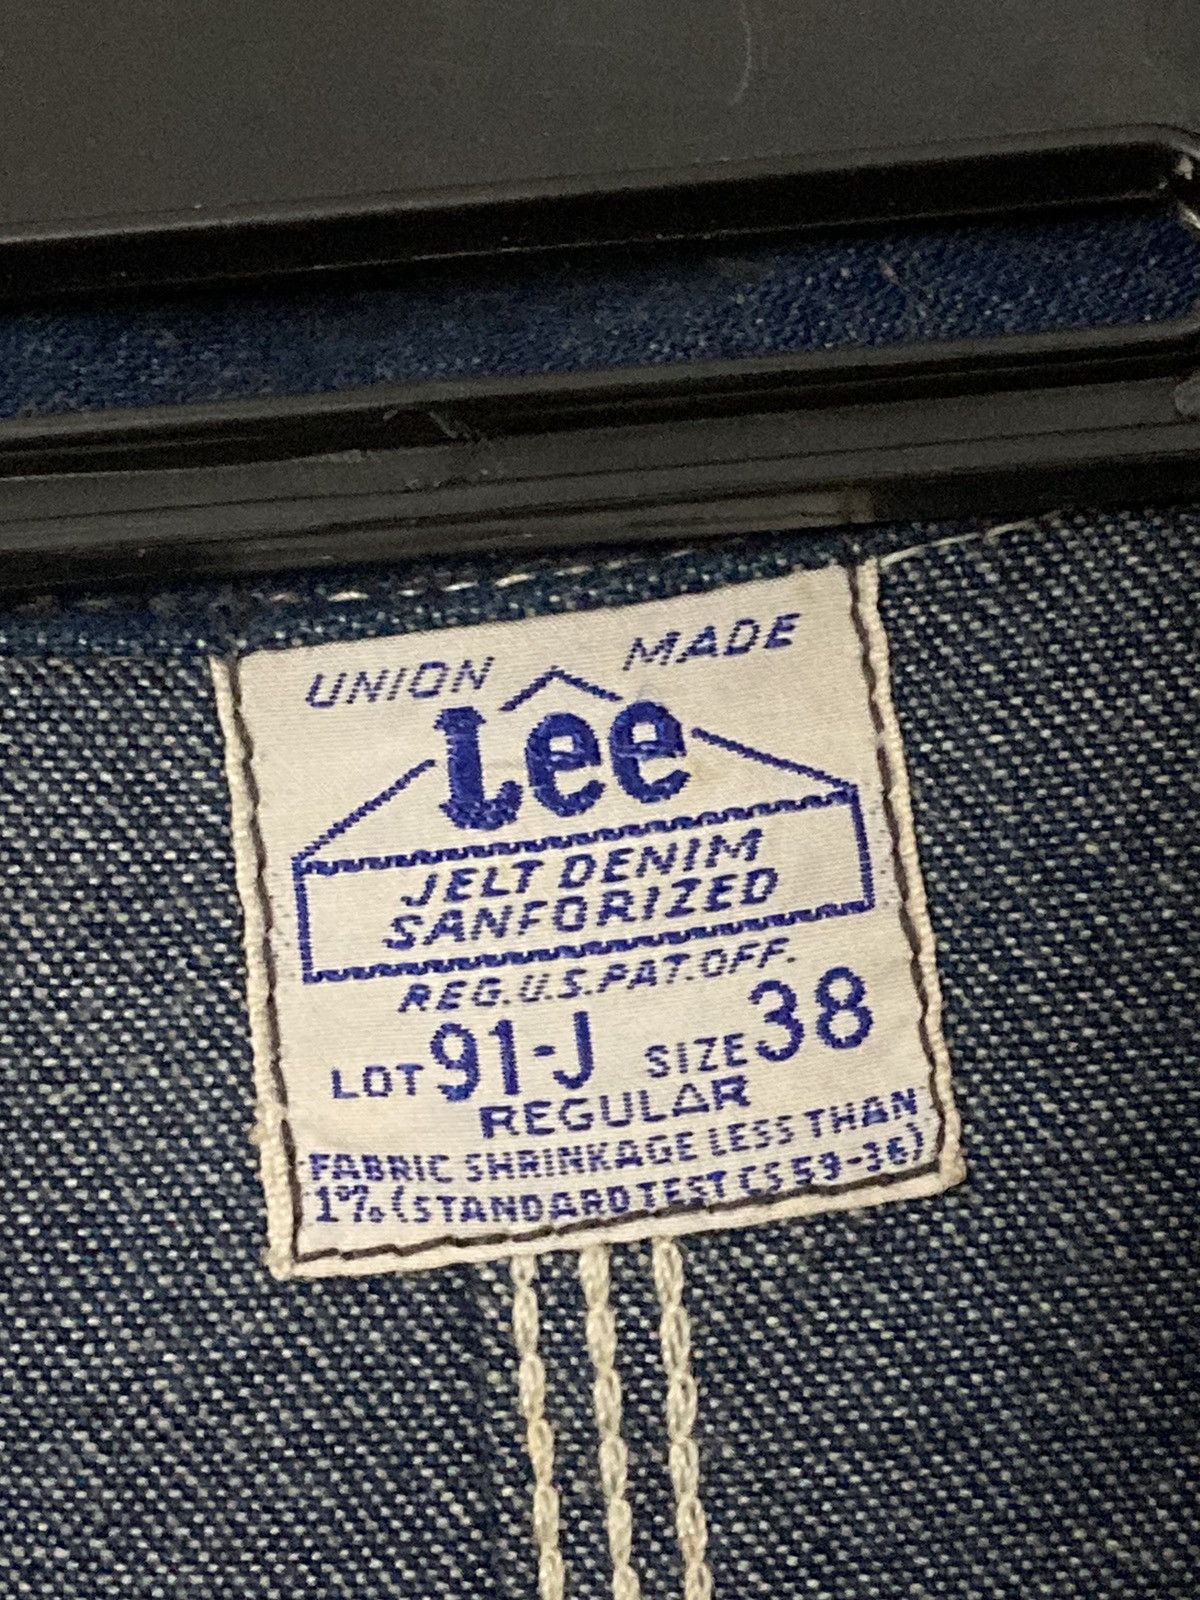 UNION MADE
Lee
JELT DENIM
SANFORIZED
REG.U.S.PAT.OFF.
LOT 91-J SIZE 38
REGULAR
FABRIC SHRINKAGE LESS THAN
1% (STANDARD TEST CS 59-36)